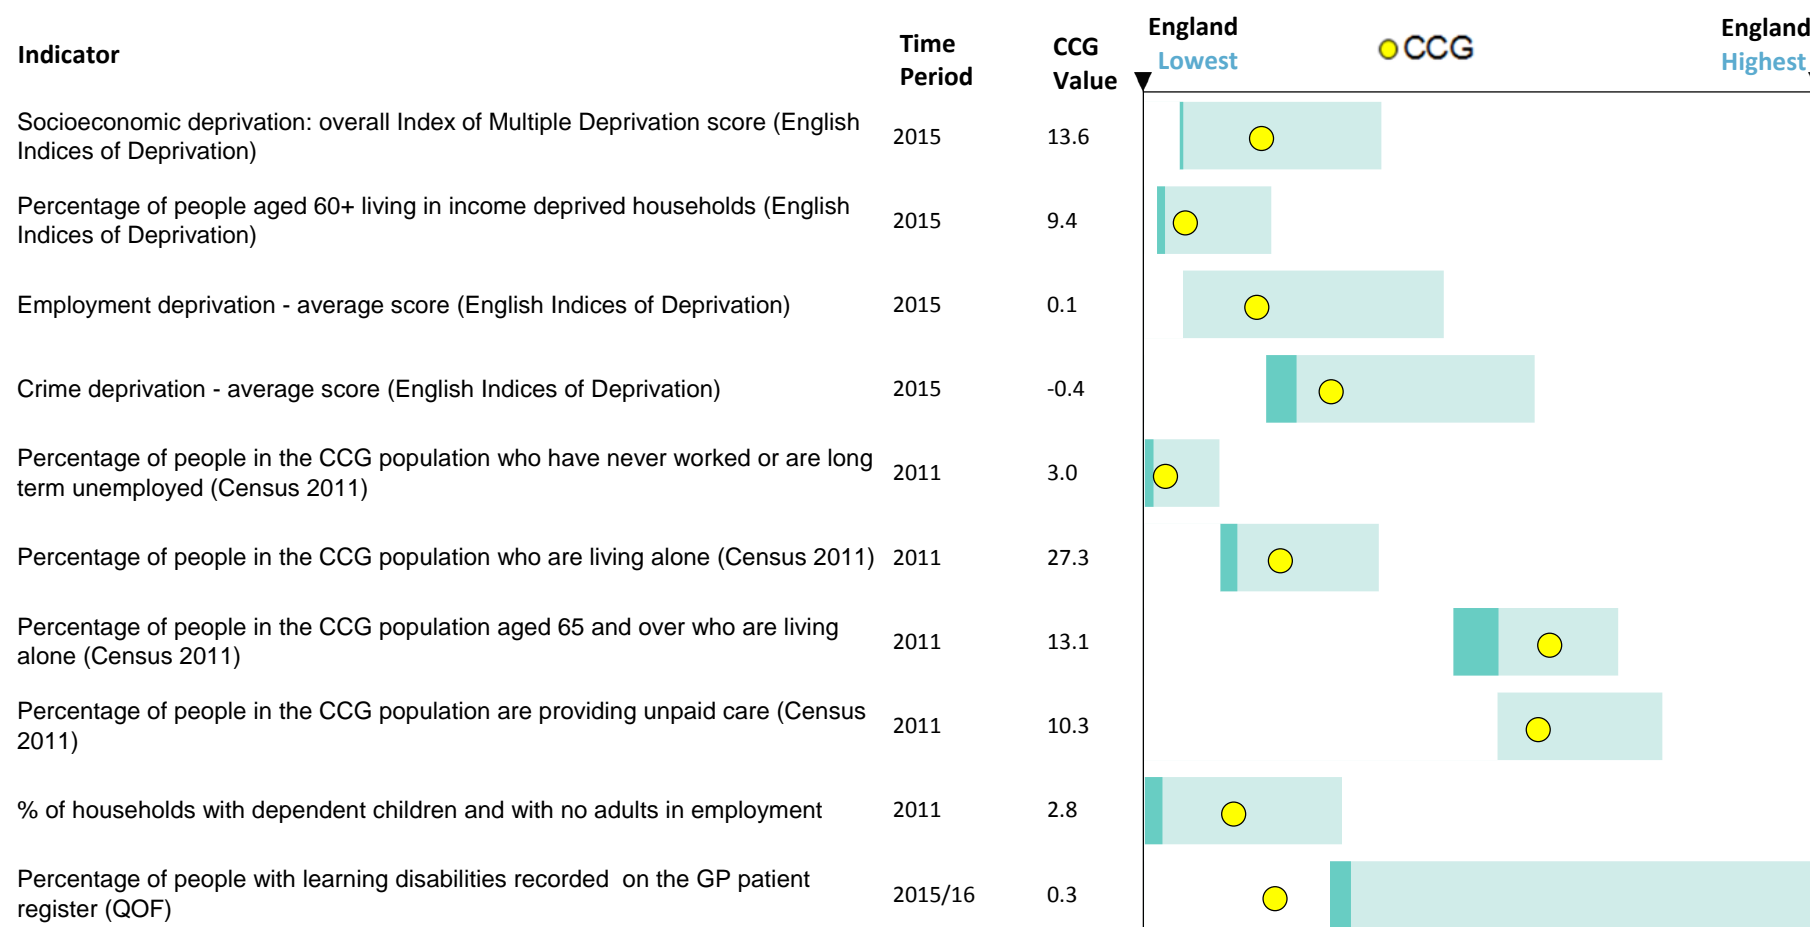 Indicator
Time
Period
CCG
Value
England
Lowest
CCG
England
Highest
Socioeconomic deprivation: overall Index of Multiple Deprivation score (English
Indices of Deprivation)
2015
13.6
Percentage of people aged 60+ living in income deprived households (English
Indices of Deprivation)
2015
9.4
Employment deprivation - average score (English Indices of Deprivation)
2015
0.1
Crime deprivation - average score (English Indices of Deprivation)
2015
-0.4
Percentage of people in the CCG population who have never worked or are long
term unemployed (Census 2011)
2011
3.0
Percentage of people in the CCG population who are living alone (Census 2011)
2011
27.3
Percentage of people in the CCG population aged 65 and over who are living
alone (Census 2011)
2011
13.1
Percentage of people in the CCG population are providing unpaid care (Census
2011)
2011
10.3
% of households with dependent children and with no adults in employment
2011
2.8
Percentage of people with learning disabilities recorded  on the GP patient
register (QOF)
2015/16
0.3